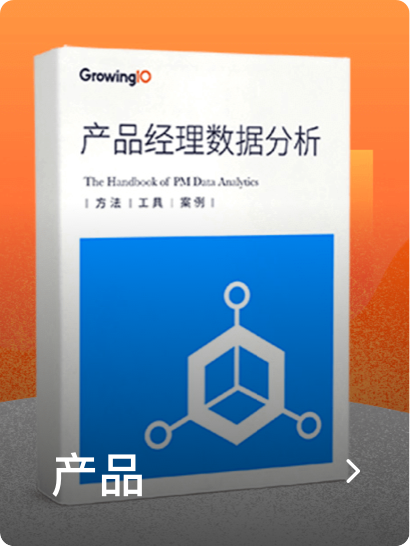 GrowingIO
产品经理数据分析
The Handbook of PM Data Analytics
| 方法 | 工具 | 案例 |
产品